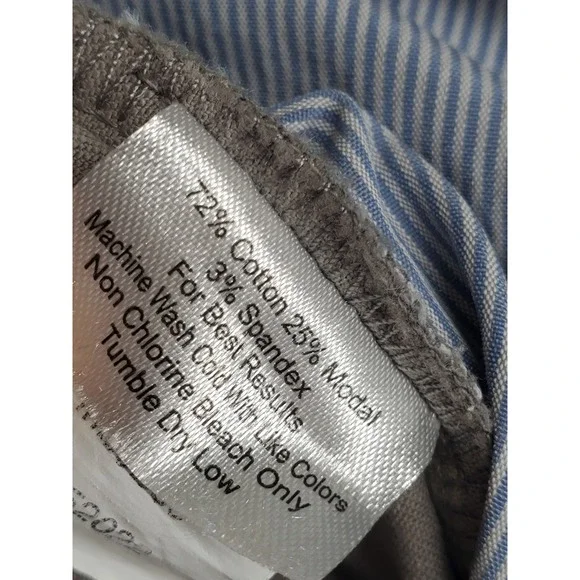 72% Cotton 25% Modal
3% Spandex
For Best Results
Machine Wash Cold With Like Colors
Non Chlorine Bleach Only
Tumble Dry Low